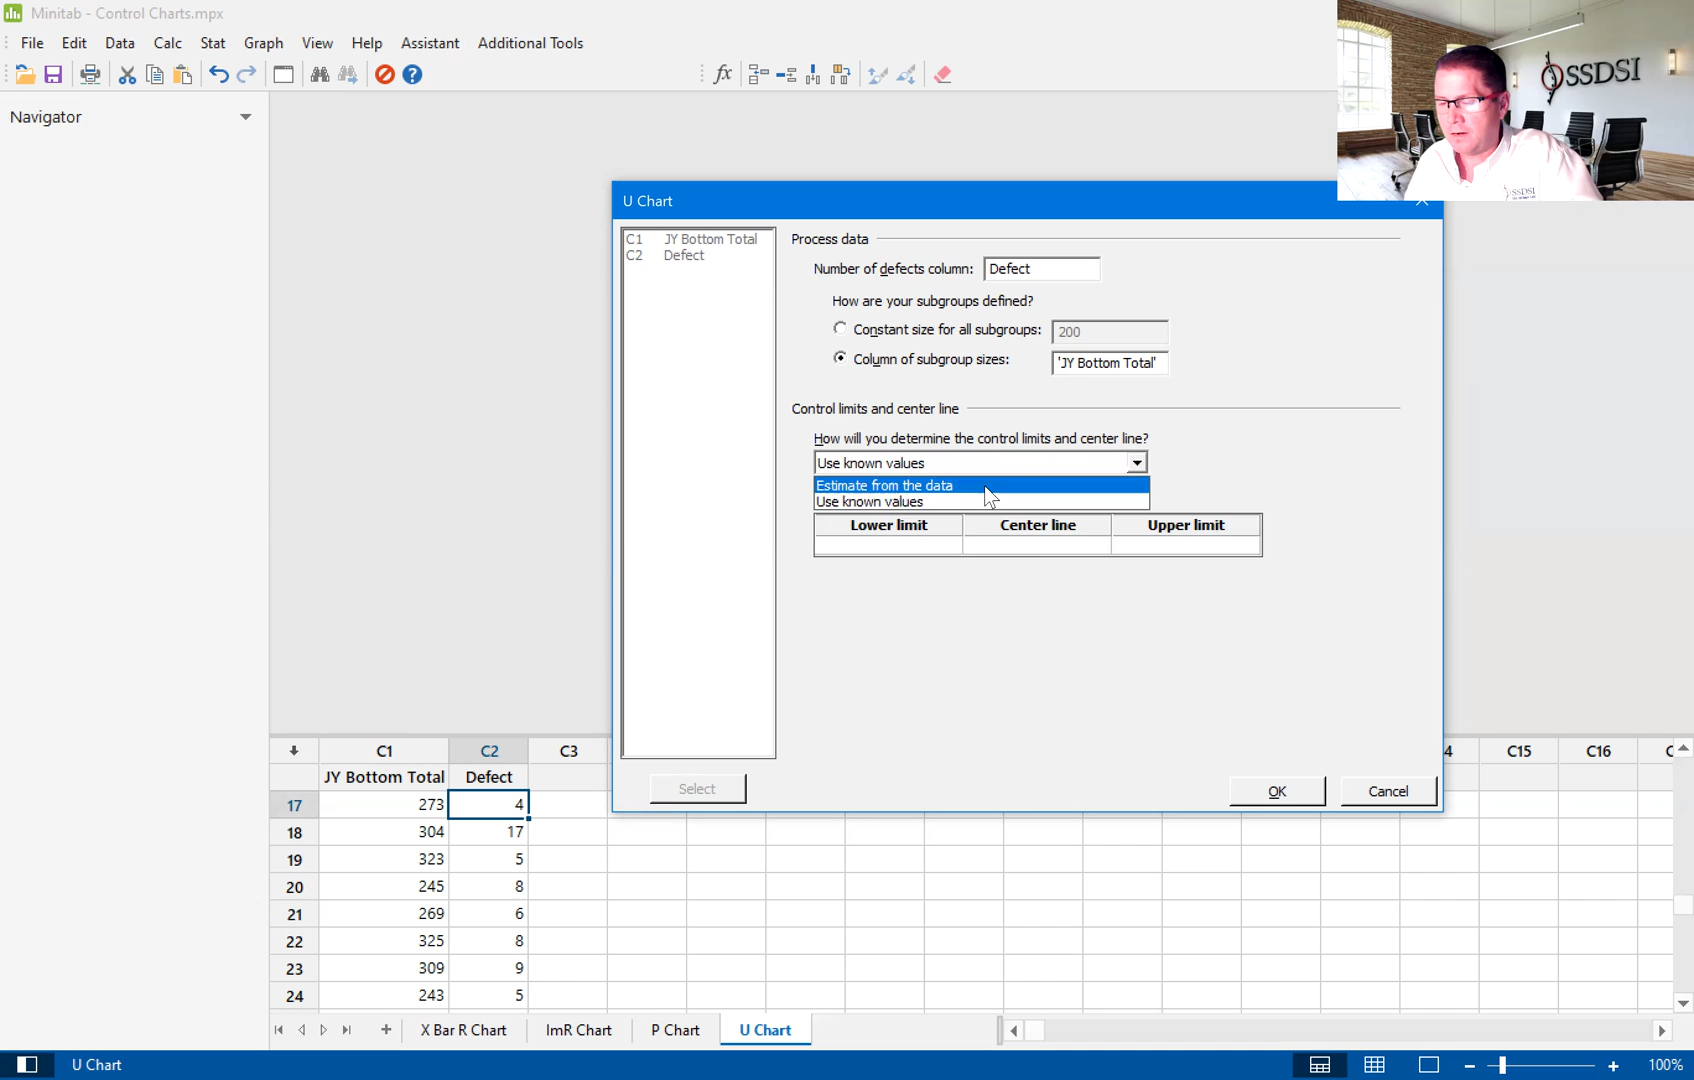 Minitab - Control Charts.mpx
File Edit Data Calc Stat Graph View Help Assistant Additional Tools
fx
SSDSI
SSDSI
Navigator
U Chart
C1 JY Bottom Total
C2 Defect
Process data
Number of defects column: Defect
How are your subgroups defined?
Constant size for all subgroups: 200
Column of subgroup sizes: 'JY Bottom Total'
Control limits and center line
How will you determine the control limits and center line?
Use known values
Estimate from the data
Use known values
Lower limit Center line Upper limit
Select OK Cancel
C1 C2 C3 4 C15 C16 C
JY Bottom Total Defect
17 273 4
18 304 17
19 323 5
20 245 8
21 269 6
22 325 8
23 309 9
24 243 5
+ X Bar R Chart ImR Chart P Chart U Chart
U Chart 100%